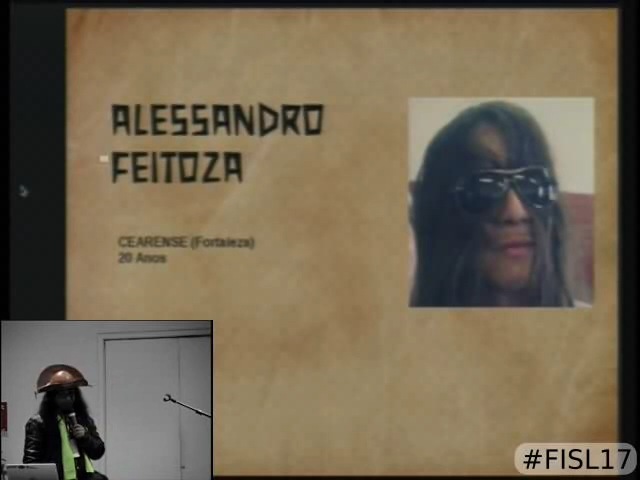 ALESSANDRO
FEITOZA
CEARENSE (Fortaleza)
20 Anos
#FISL17